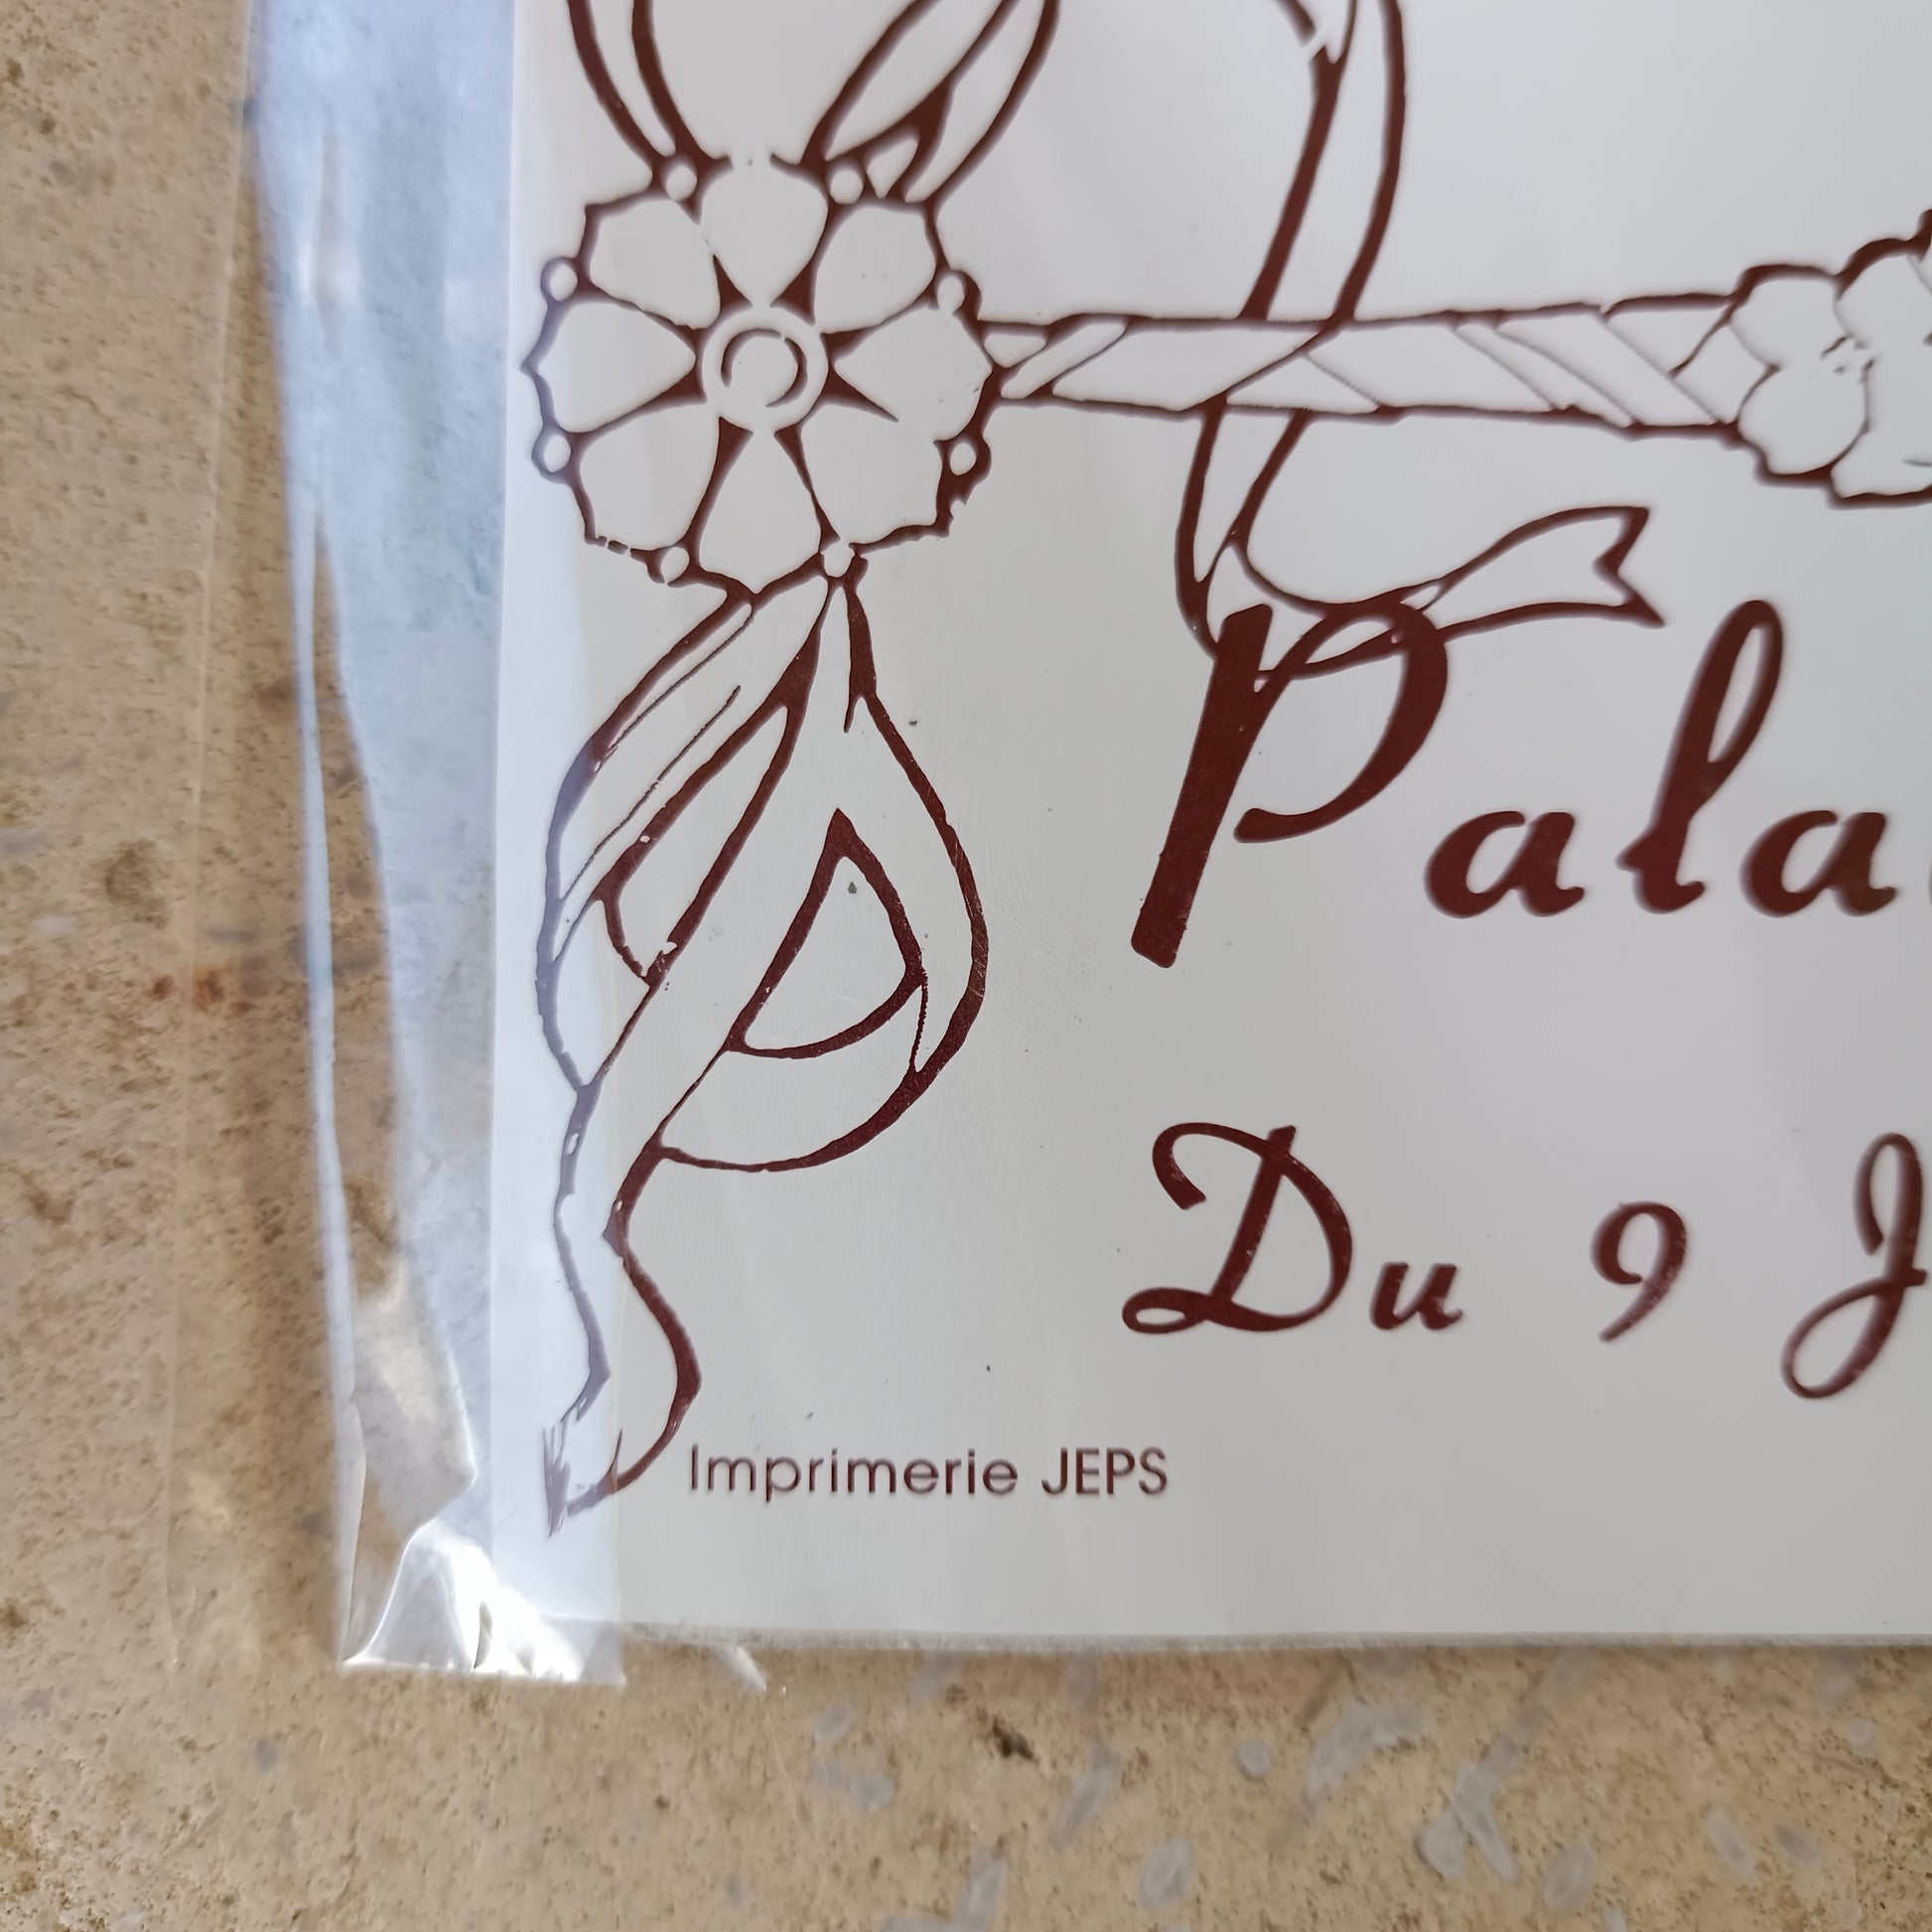 Pala
Du 9 J
Imprimerie JEPS